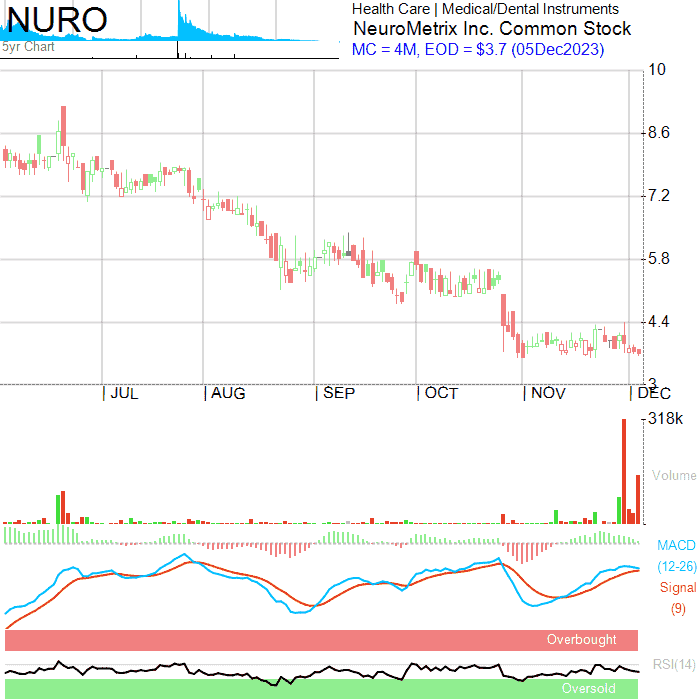 NURO
5yr Chart
Health Care | Medical/Dental Instruments
NeuroMetrix Inc. Common Stock
MC = 4M, EOD = $3.7 (05Dec2023)
10
8.6
7.2
5.8
4.4
3
| JUL | AUG | SEP | OCT | NOV | DEC
318k
Volume
MACD
(12-26)
Signal
(9)
Overbought
RSI(14)
Oversold